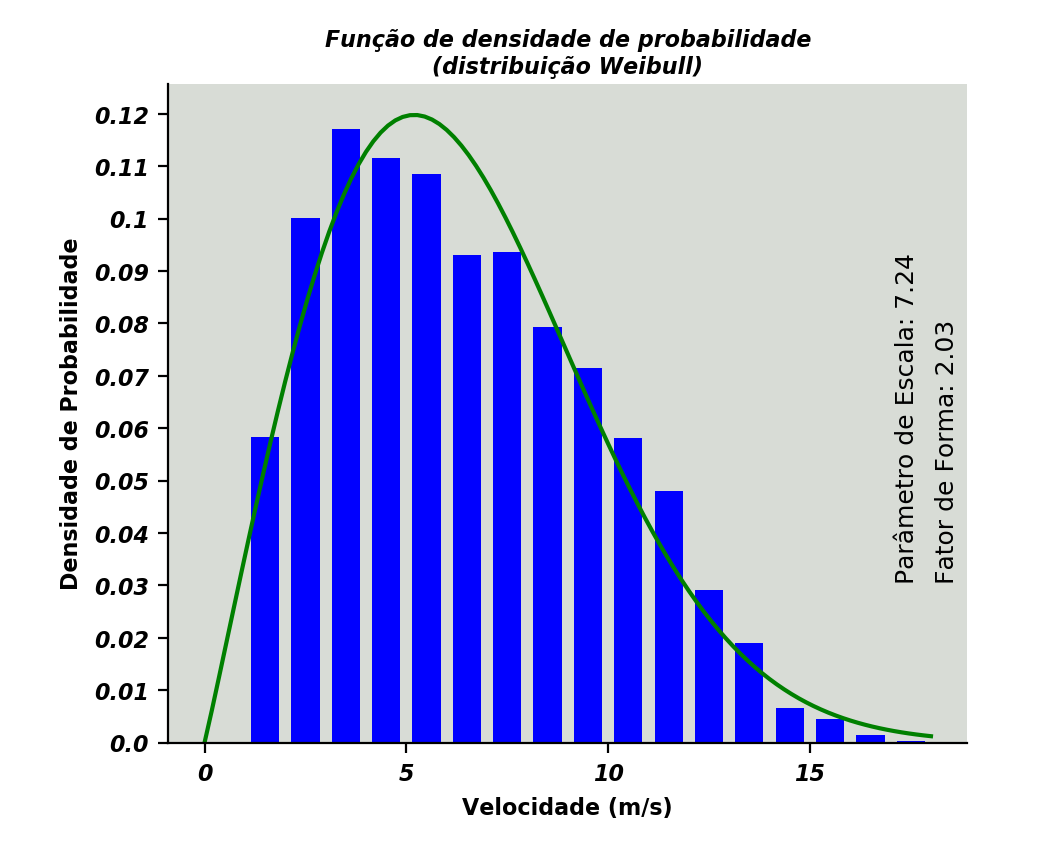 Função de densidade de probabilidade
(distribuição Weibull)
Densidade de Probabilidade
0.12
0.11
0.1
0.09
0.08
0.07
0.06
0.05
0.04
0.03
0.02
0.01
0.0
Parâmetro de Escala: 7.24
Fator de Forma: 2.03
0
5
10
15
Velocidade (m/s)